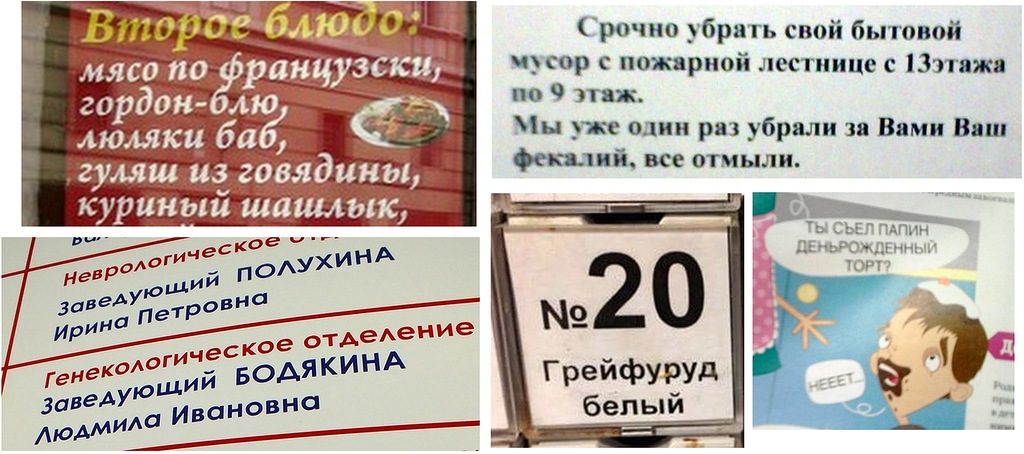 Второе блюдо:
мясо по французски,
гордон-блю,
люляки баб,
гуляш из говядины,
куриный шашлык,
Срочно убрать свой бытовой
мусор с пожарной лестнице с 13этажа
по 9 этаж.
Мы уже один раз убрали за Вами Ваш
фекалий, все отмыли.
Неврологическое отд
Заведующий ПОЛУХИНА
Ирина Петровна
Генекологическое отделение
Заведующий БОДЯКИНА
Людмила Ивановна
№20
Грейфуруд
белый
ТЫ СЪЕЛ ПАПИН
ДЕНЬРОЖДЕННЫЙ
ТОРТ?
НЕЕЕТ...